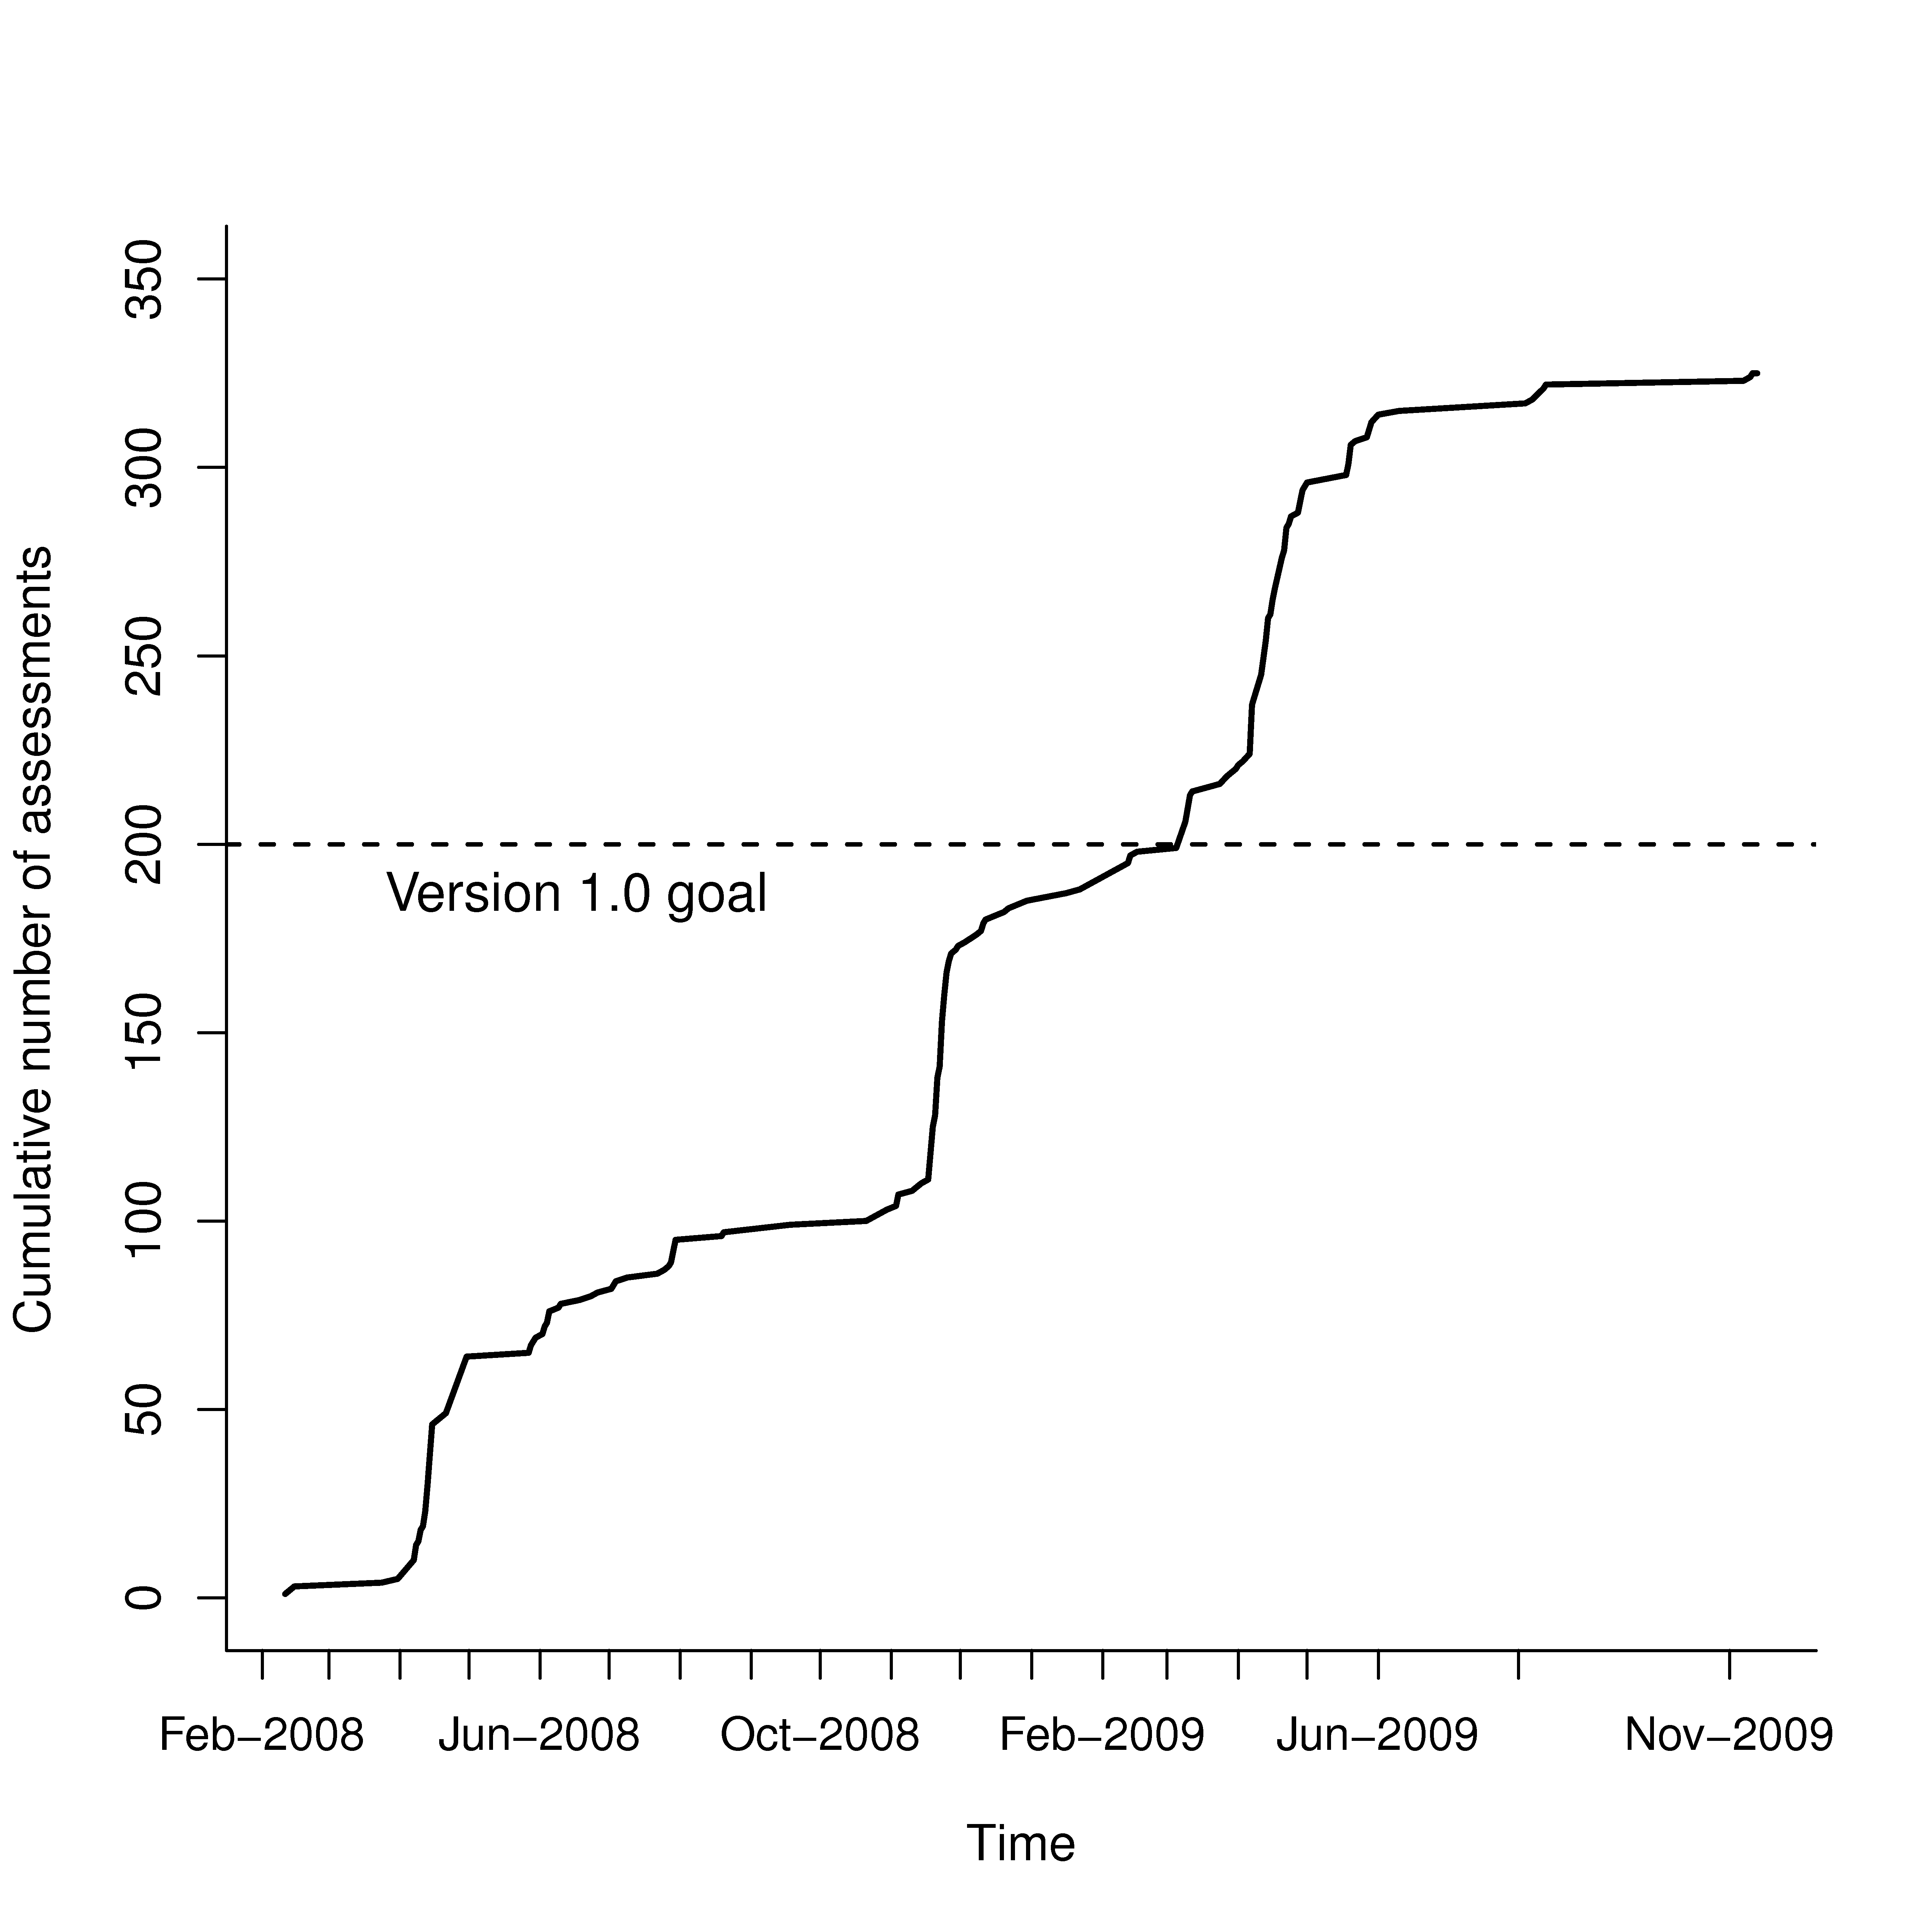 Cumulative number of assessments
350
300
250
200
150
100
50
0
Version 1.0 goal
Feb−2008 Jun−2008 Oct−2008 Feb−2009 Jun−2009 Nov−2009
Time